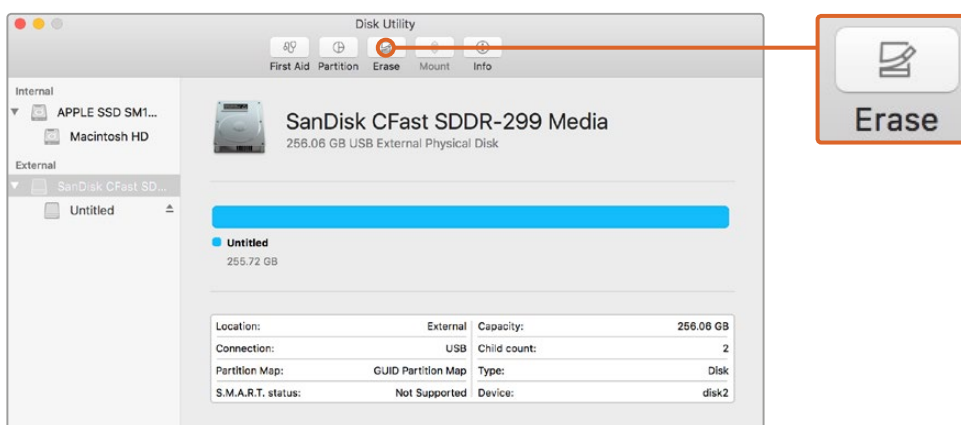 Disk Utility
First Aid Partition Erase Mount Info
Erase
Internal
APPLE SSD SM1...
Macintosh HD
External
SanDisk CFast SD...
Untitled
SanDisk CFast SDDR-299 Media
256.06 GB USB External Physical Disk
Untitled
255.72 GB
Location: External Capacity: 256.06 GB
Connection: USB Child count: 2
Partition Map: GUID Partition Map Type: Disk
S.M.A.R.T. status: Not Supported Device: disk2